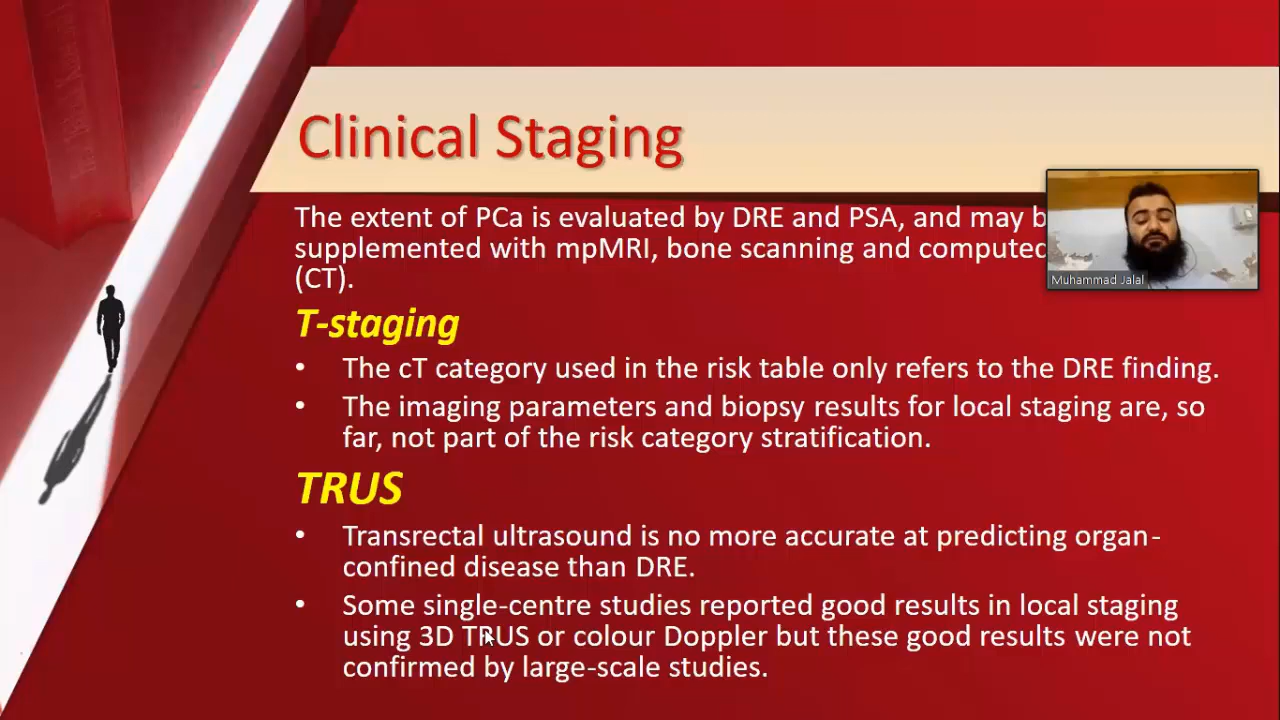 Clinical Staging
The extent of PCa is evaluated by DRE and PSA, and may
supplemented with mpMRI, bone scanning and computed
(CT).
T-staging
• The cT category used in the risk table only refers to the DRE finding.
• The imaging parameters and biopsy results for local staging are, so
far, not part of the risk category stratification.
TRUS
• Transrectal ultrasound is no more accurate at predicting organ-
confined disease than DRE.
• Some single-centre studies reported good results in local staging
using 3D TRUS or colour Doppler but these good results were not
confirmed by large-scale studies.
Muhammad Jalal